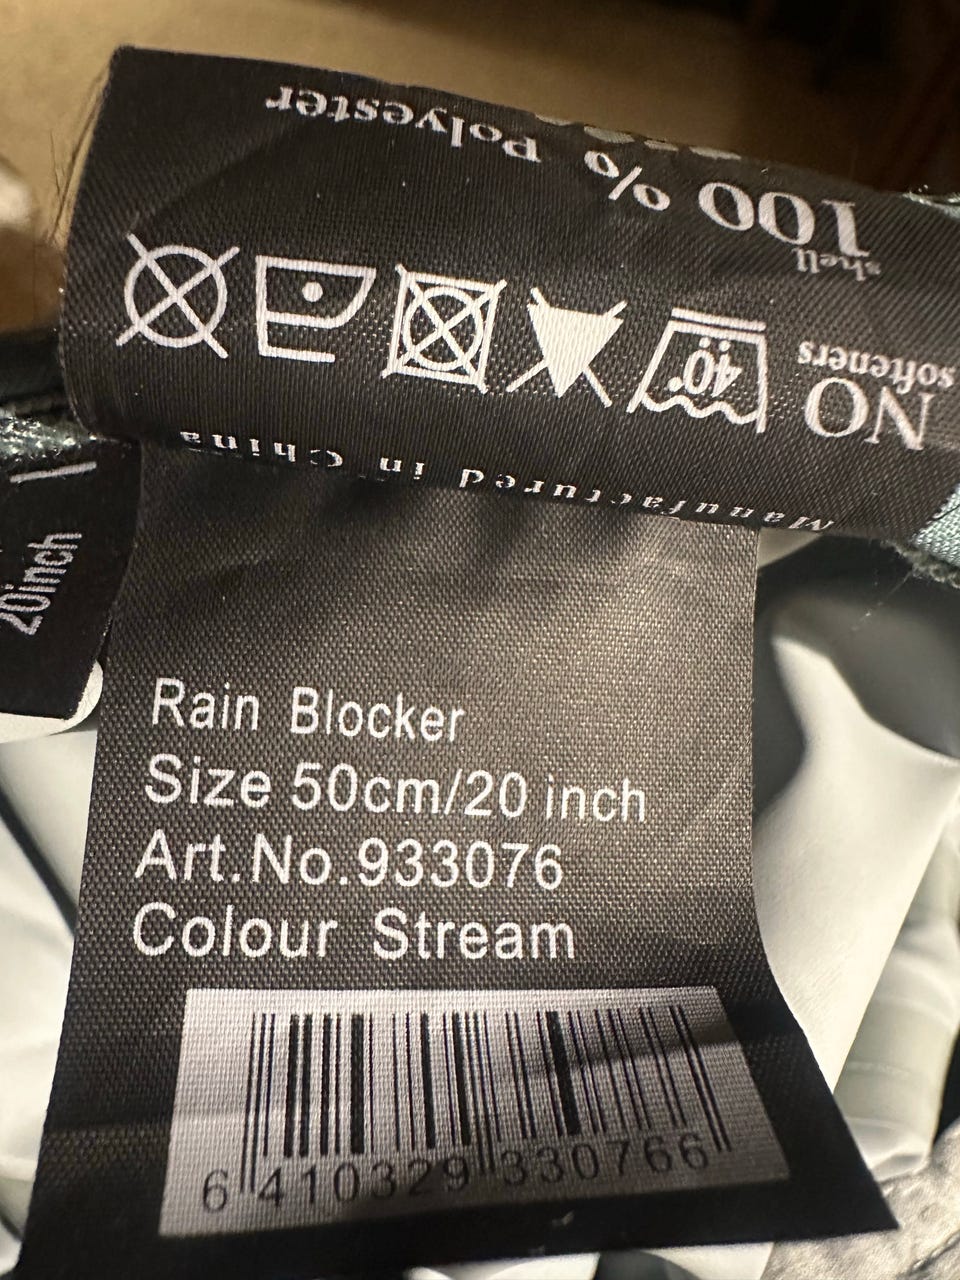 shell
100 % Polyester
NO
softeners
40°
Manufactured in China
20inch
Rain Blocker
Size 50cm/20 inch
Art.No.933076
Colour Stream
6 410329 330766